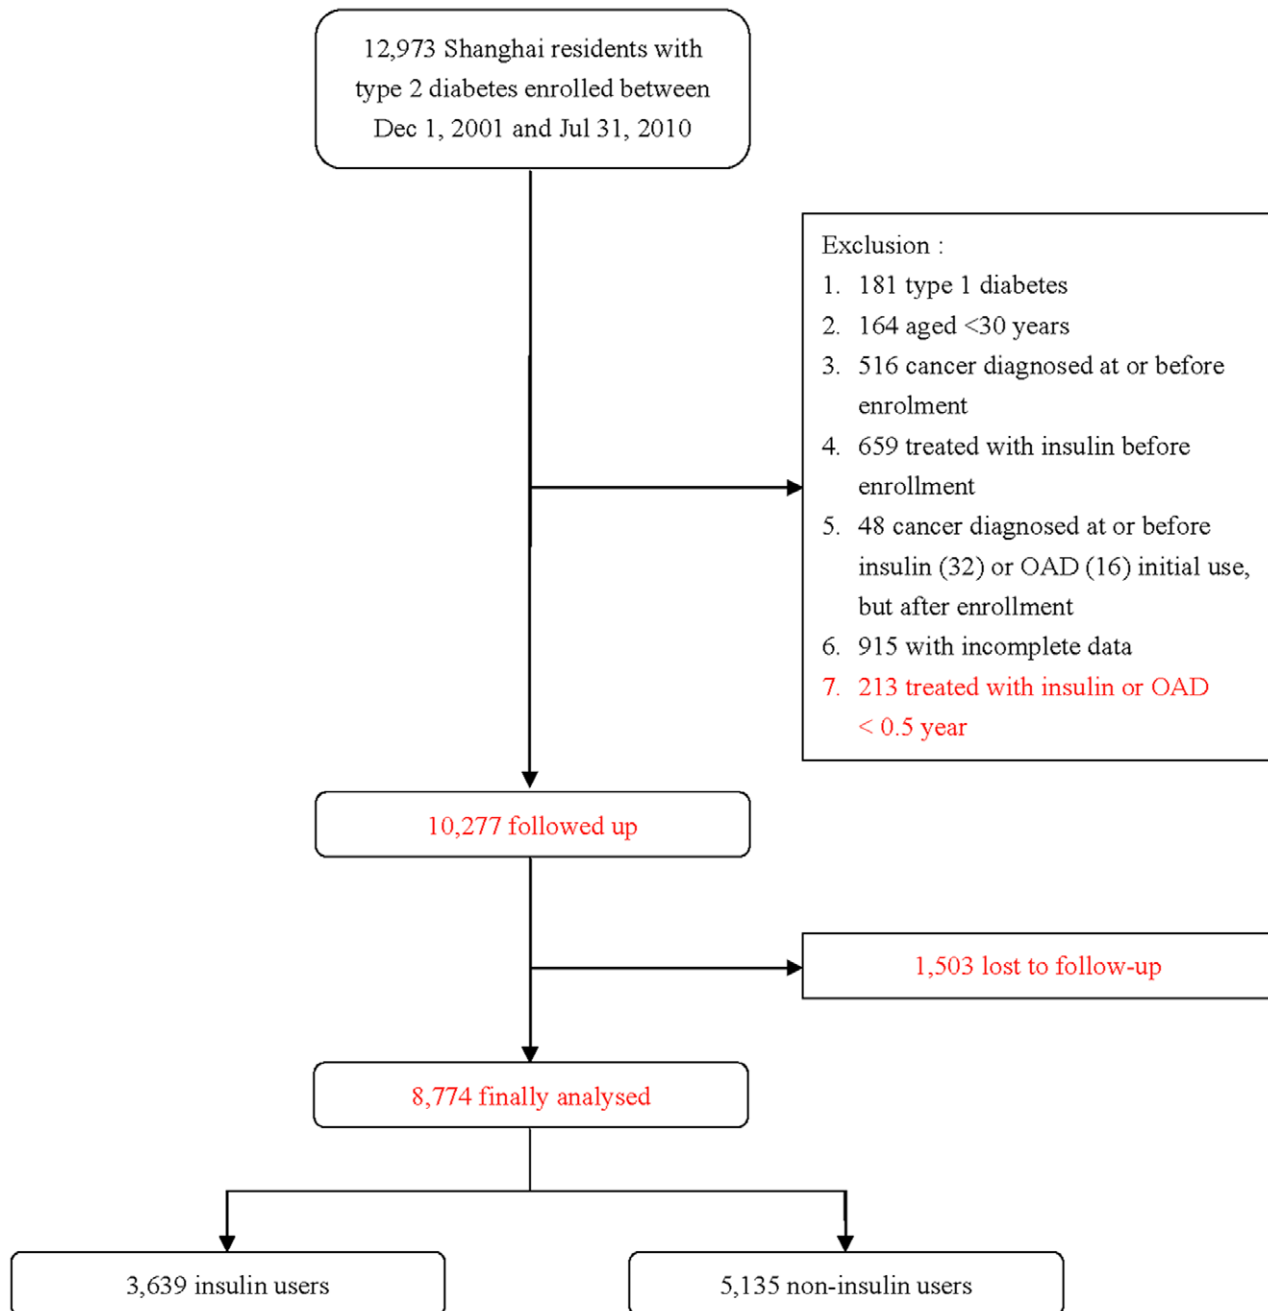 12,973 Shanghai residents with
type 2 diabetes enrolled between
Dec 1, 2001 and Jul 31, 2010
Exclusion :
1. 181 type 1 diabetes
2. 164 aged <30 years
3. 516 cancer diagnosed at or before
enrolment
4. 659 treated with insulin before
enrollment
5. 48 cancer diagnosed at or before
insulin (32) or OAD (16) initial use,
but after enrollment
6. 915 with incomplete data
7. 213 treated with insulin or OAD
< 0.5 year
10,277 followed up
1,503 lost to follow-up
8,774 finally analysed
3,639 insulin users
5,135 non-insulin users